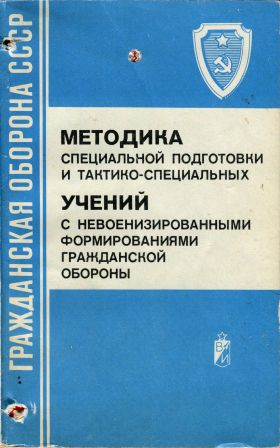 ГРАЖДАНСКАЯ ОБОРОНА СССР
МЕТОДИКА
СПЕЦИАЛЬНОЙ ПОДГОТОВКИ
И ТАКТИКО-СПЕЦИАЛЬНЫХ
УЧЕНИЙ
С НЕВОЕНИЗИРОВАННЫМИ
ФОРМИРОВАНИЯМИ
ГРАЖДАНСКОЙ
ОБОРОНЫ